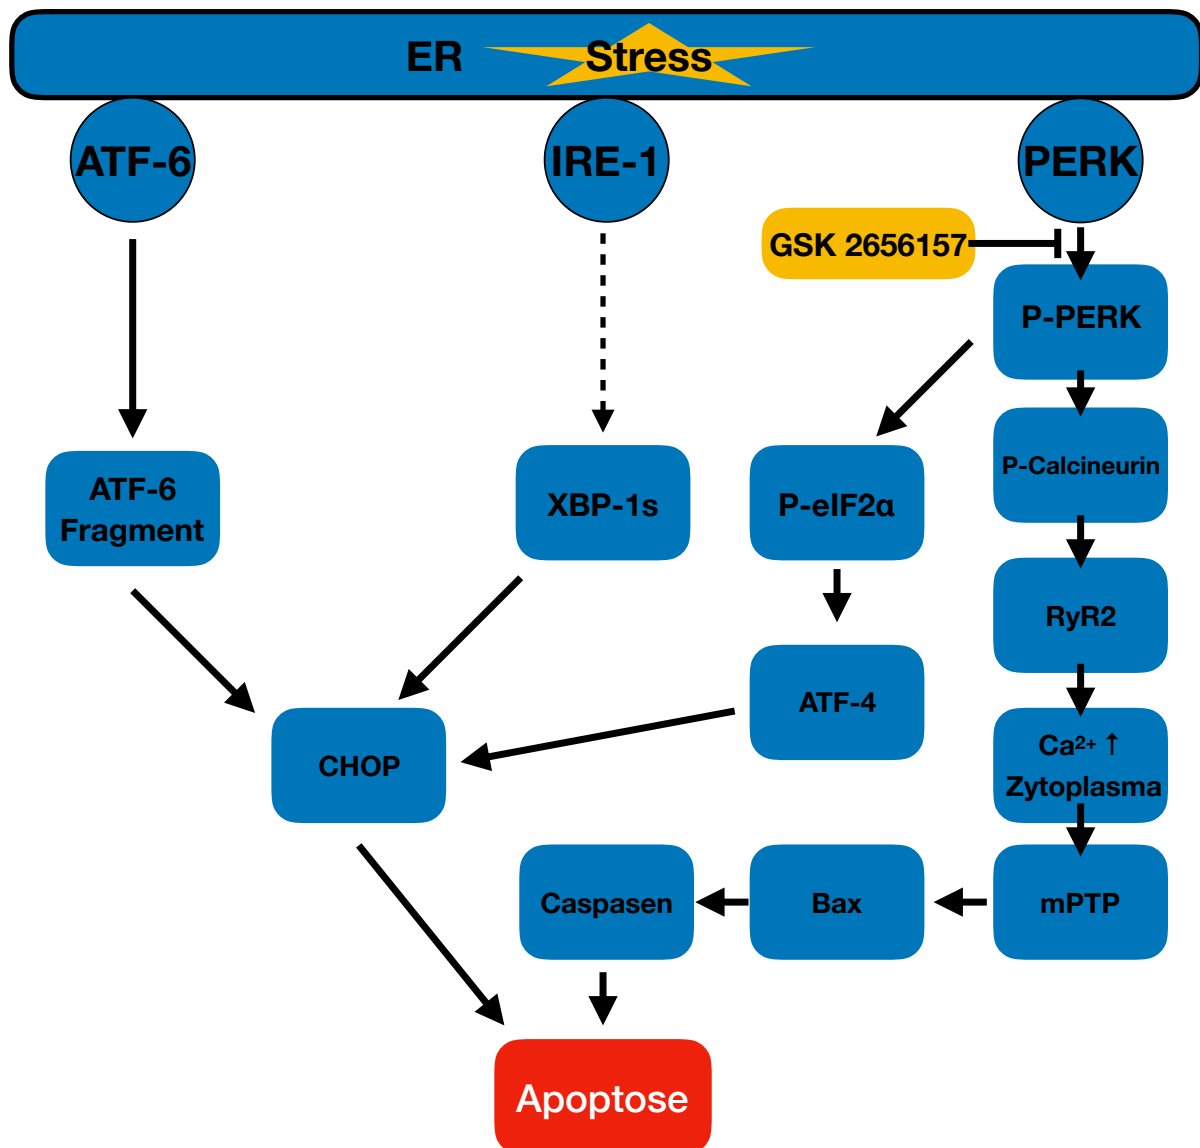 ER Stress
ATF-6
IRE-1
PERK
GSK 2656157
P-PERK
P-Calcineurin
ATF-6
Fragment
XBP-1s
P-eIF2α
RyR2
ATF-4
CHOP
Ca²⁺ ↑
Zytoplasma
Caspasen
Bax
mPTP
Apoptose